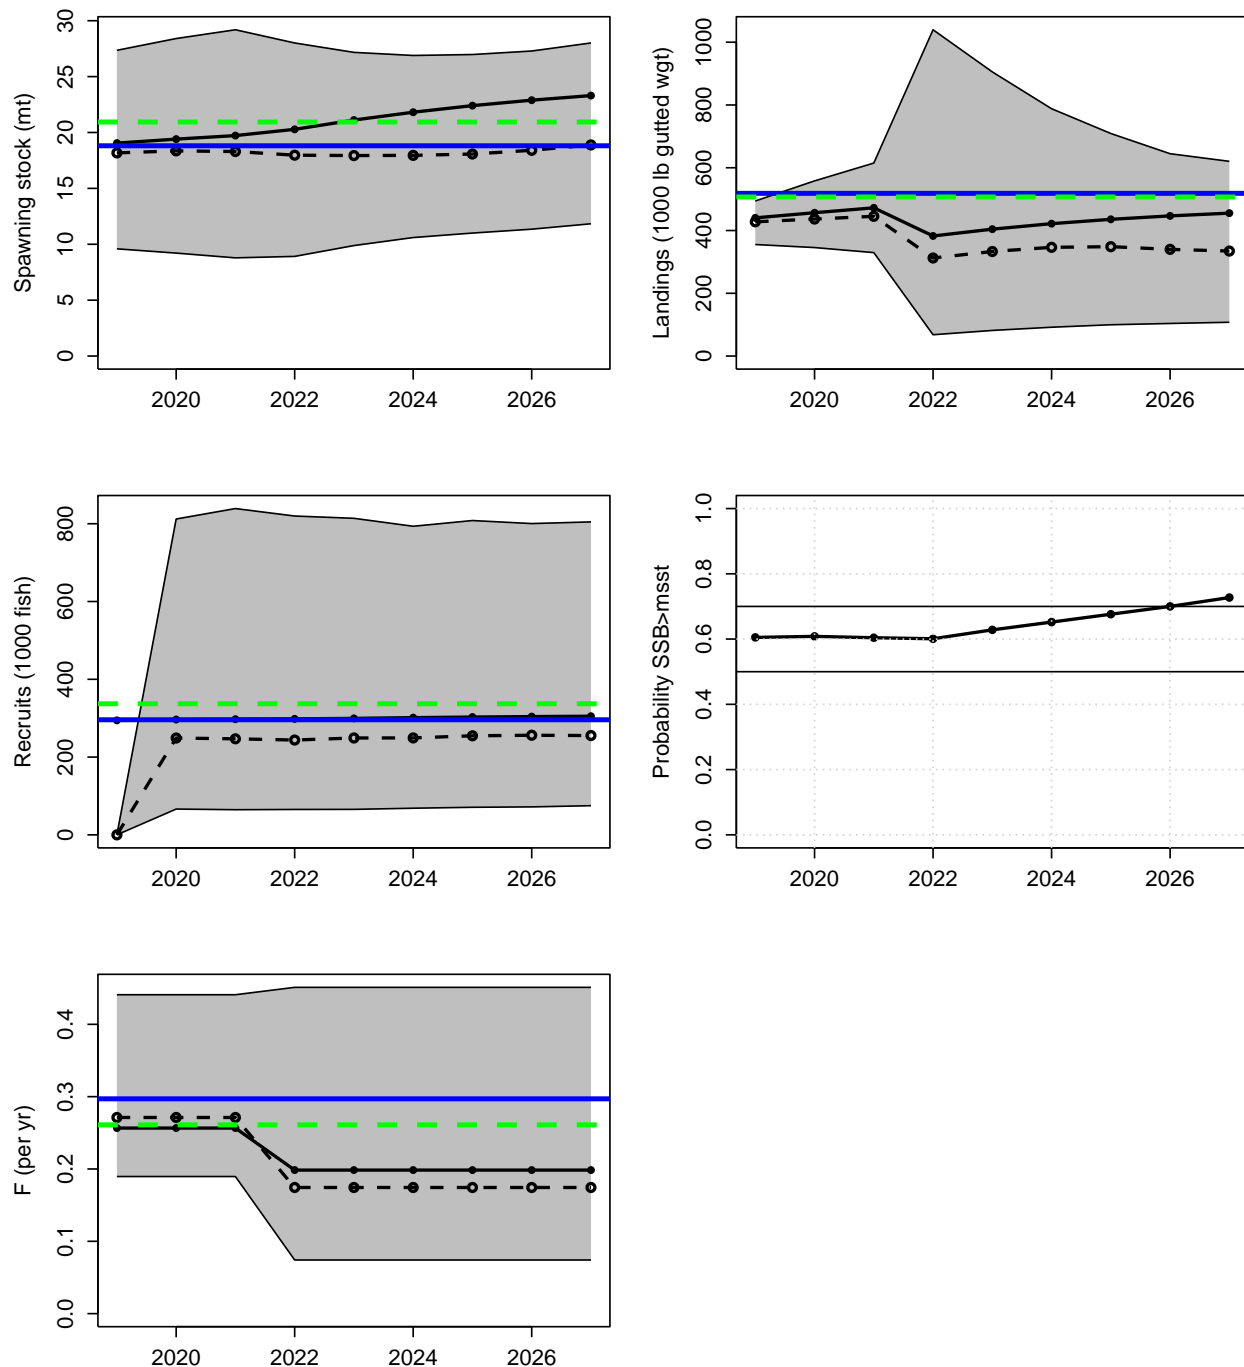 Spawning stock (mt)
0 5 10 15 20 25 30
2020 2022 2024 2026
Landings (1000 lb gutted wgt)
0 200 400 600 800 1000
2020 2022 2024 2026
Recruits (1000 fish)
0 200 400 600 800
2020 2022 2024 2026
Probability SSB>msst
0.0 0.2 0.4 0.6 0.8 1.0
2020 2022 2024 2026
F (per yr)
0.0 0.1 0.2 0.3 0.4
2020 2022 2024 2026